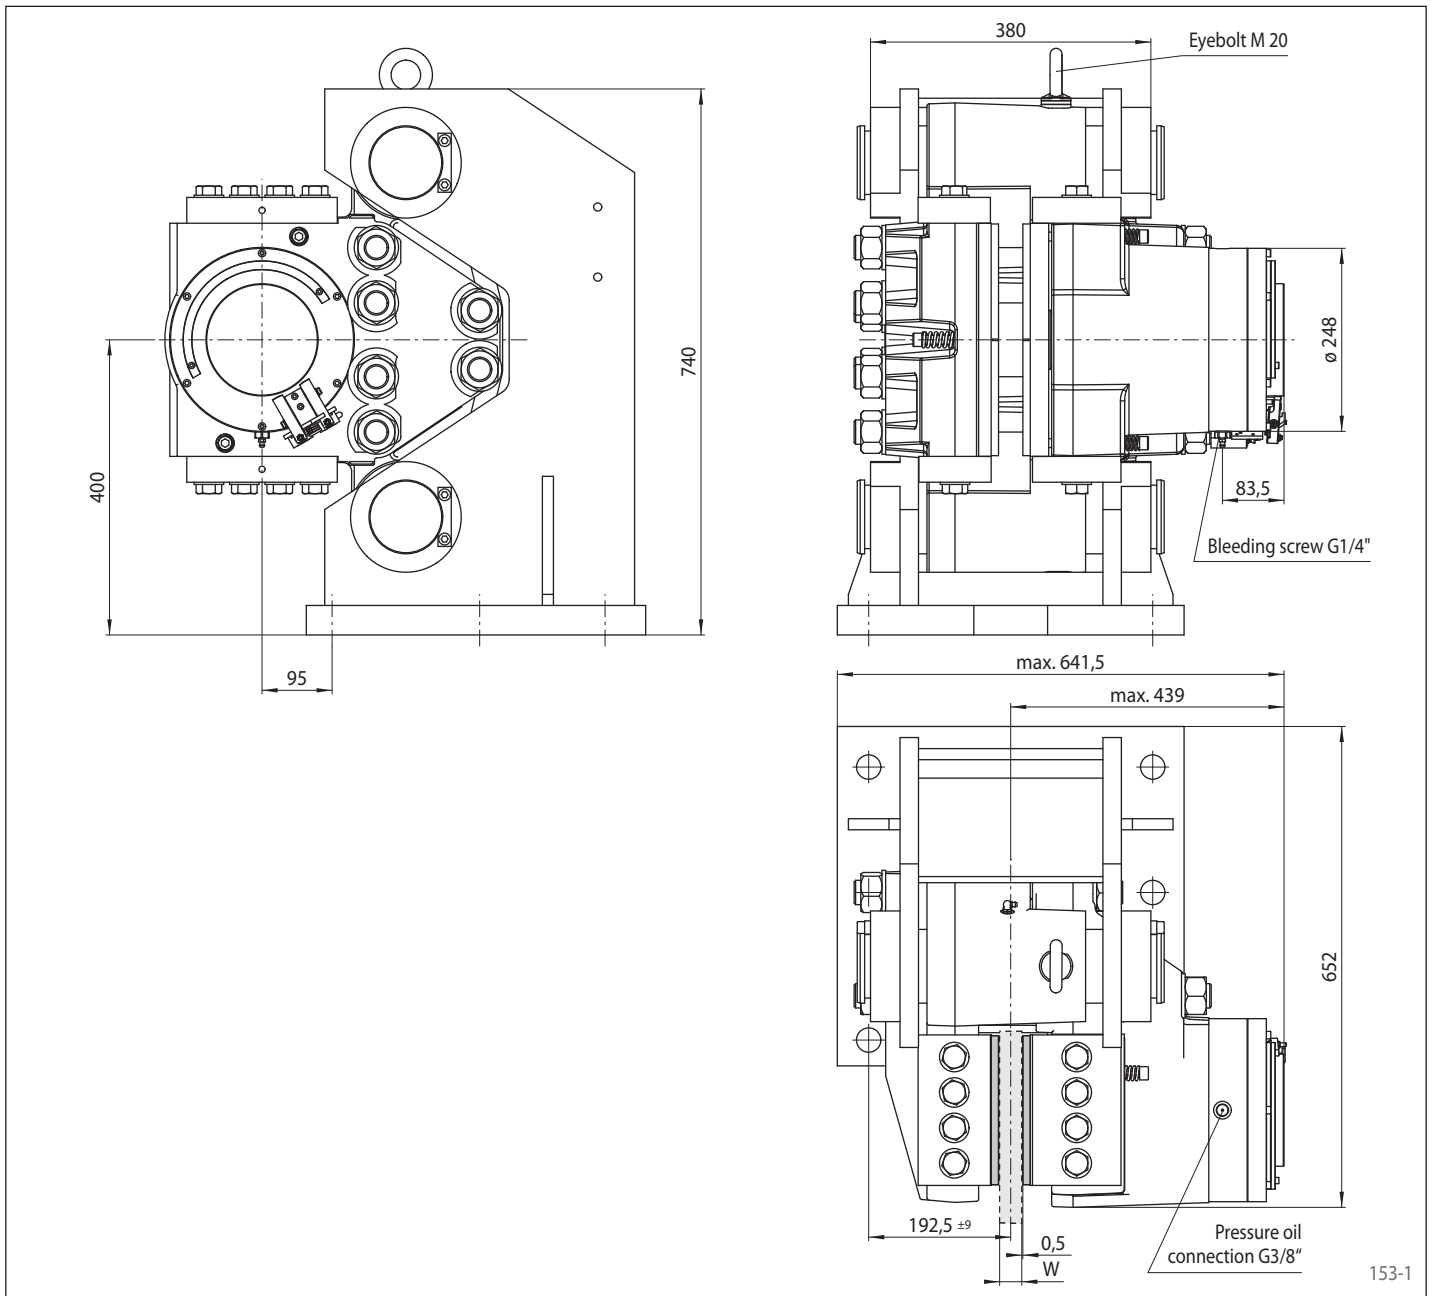 380
Eyebolt M 20
740
400
95
ø 248
83,5
Bleeding screw G1/4"
max. 641,5
max. 439
652
192,5 ±9
0,5
W
Pressure oil
connection G3/8“
153-1